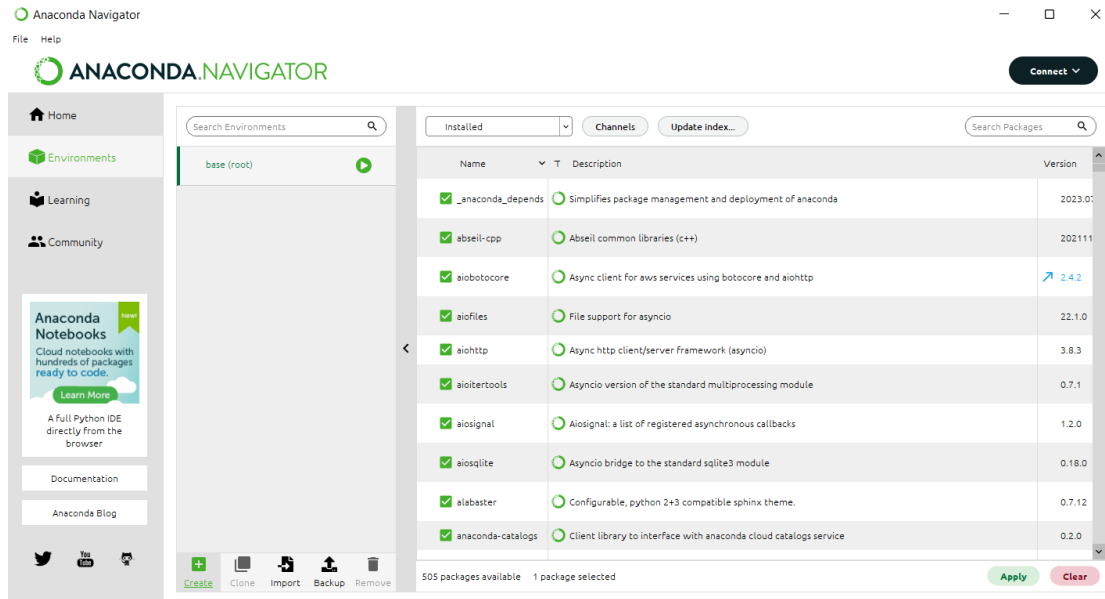 Anaconda Navigator
File Help
ANACONDA.NAVIGATOR
Connect
Home
Environments
Learning
Community
Anaconda
Notebooks
New!
Cloud notebooks with
hundreds of packages
ready to code.
Learn More
A full Python IDE
directly from the
browser
Documentation
Anaconda Blog
You
Tube
Search Environments
base (root)
Create Clone Import Backup Remove
Installed Channels Update index... Search Packages
Name T Description Version
_anaconda_depends Simplifies package management and deployment of anaconda 2023.07
abseil-cpp Abseil common libraries (c++) 202111
aiobotocore Async client for aws services using botocore and aiohttp 2.4.2
aiofiles File support for asyncio 22.1.0
aiohttp Async http client/server framework (asyncio) 3.8.3
aioitertools Asyncio version of the standard multiprocessing module 0.7.1
aiosignal Aiosignal: a list of registered asynchronous callbacks 1.2.0
aiosqlite Asyncio bridge to the standard sqlite3 module 0.18.0
alabaster Configurable, python 2+3 compatible sphinx theme. 0.7.12
anaconda-catalogs Client library to interface with anaconda cloud catalogs service 0.2.0
505 packages available 1 package selected Apply Clear